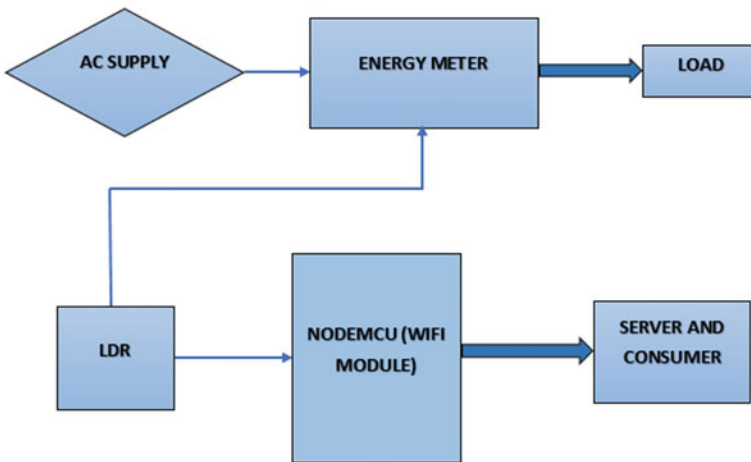 AC SUPPLY
ENERGY METER
LOAD
LDR
NODEMCU (WIFI
MODULE)
SERVER AND
CONSUMER